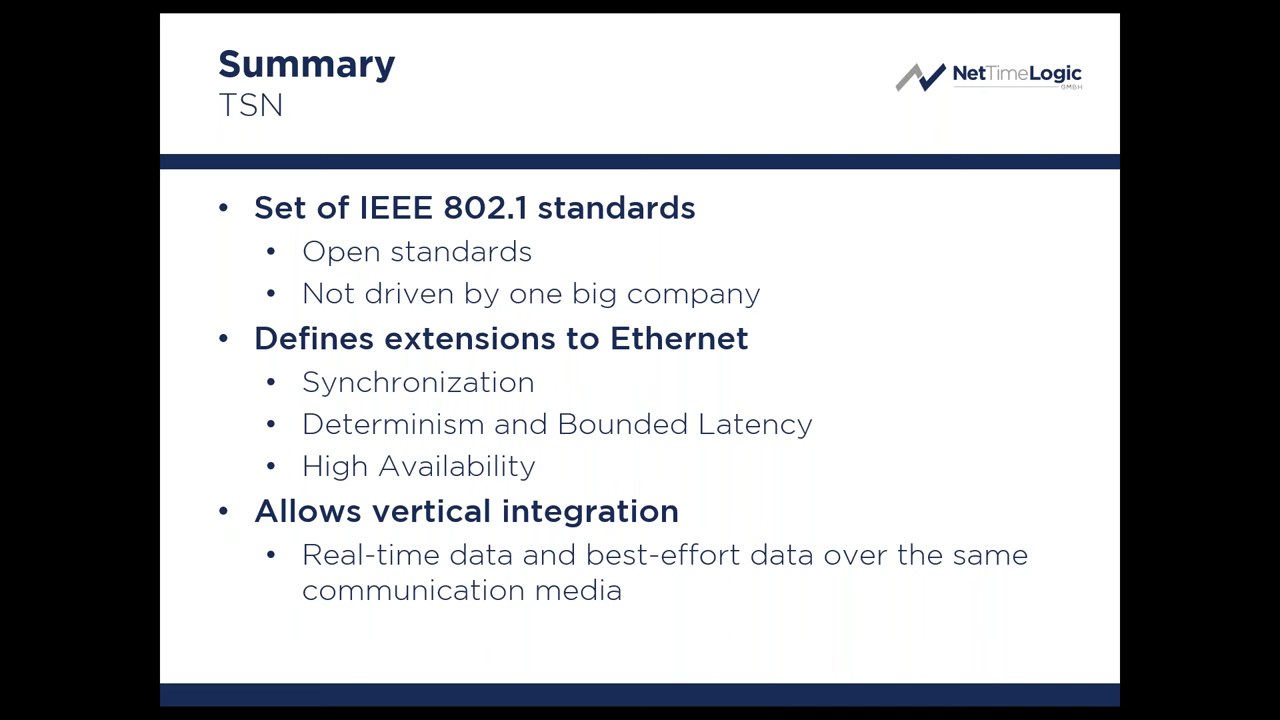 Summary
TSN
NetTimeLogic
GMBH
• Set of IEEE 802.1 standards
• Open standards
• Not driven by one big company
• Defines extensions to Ethernet
• Synchronization
• Determinism and Bounded Latency
• High Availability
• Allows vertical integration
• Real-time data and best-effort data over the same
communication media